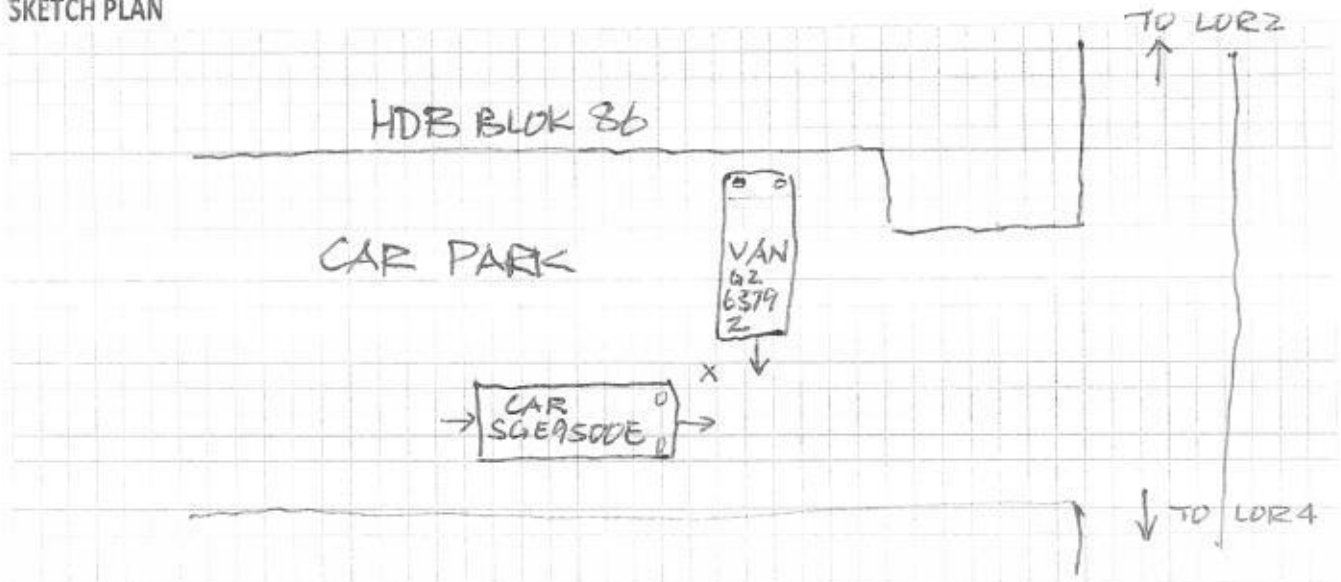 SKETCH PLAN
TO LOR2
HDB BLOK 86
CAR PARK
VAN
GZ
6379
Z
X
CAR
SGE9500E
TO LOR4